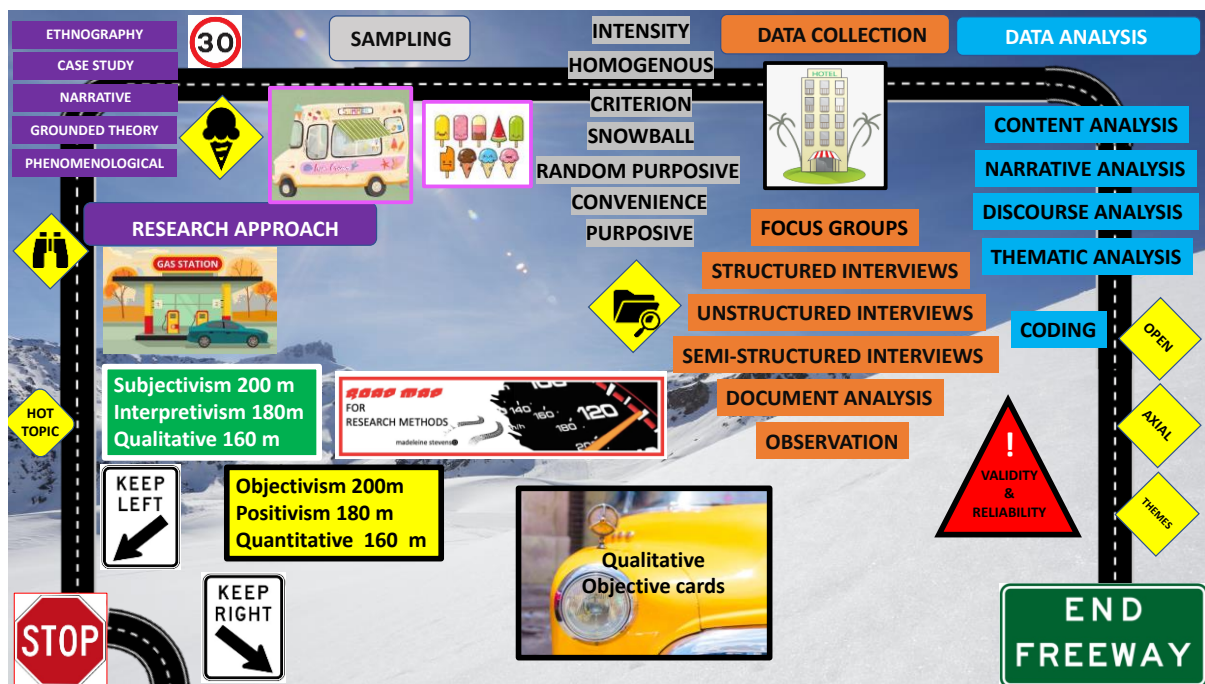 ETHNOGRAPHY
CASE STUDY
NARRATIVE
GROUNDED THEORY
PHENOMENOLOGICAL
30
SAMPLING
INTENSITY
HOMOGENOUS
CRITERION
SNOWBALL
RANDOM PURPOSIVE
CONVENIENCE
PURPOSIVE
DATA COLLECTION
HOTEL
DATA ANALYSIS
CONTENT ANALYSIS
NARRATIVE ANALYSIS
DISCOURSE ANALYSIS
THEMATIC ANALYSIS
RESEARCH APPROACH
GAS STATION
FOCUS GROUPS
STRUCTURED INTERVIEWS
UNSTRUCTURED INTERVIEWS
SEMI-STRUCTURED INTERVIEWS
DOCUMENT ANALYSIS
OBSERVATION
CODING
OPEN
AXIAL
THEMES
HOT
TOPIC
Subjectivism 200 m
Interpretivism 180m
Qualitative 160 m
ROAD MAP
FOR
RESEARCH METHODS
madeleine stevens
100
120
140
160
180
!
VALIDITY
&
RELIABILITY
KEEP
LEFT
Objectivism 200m
Positivism 180 m
Quantitative 160 m
Qualitative
Objective cards
KEEP
RIGHT
STOP
END
FREEWAY